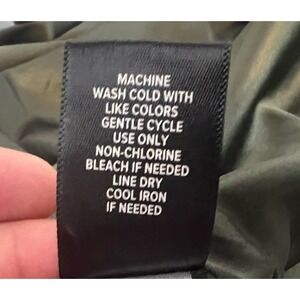 MACHINE
WASH COLD WITH
LIKE COLORS
GENTLE CYCLE
USE ONLY
NON-CHLORINE
BLEACH IF NEEDED
LINE DRY
COOL IRON
IF NEEDED